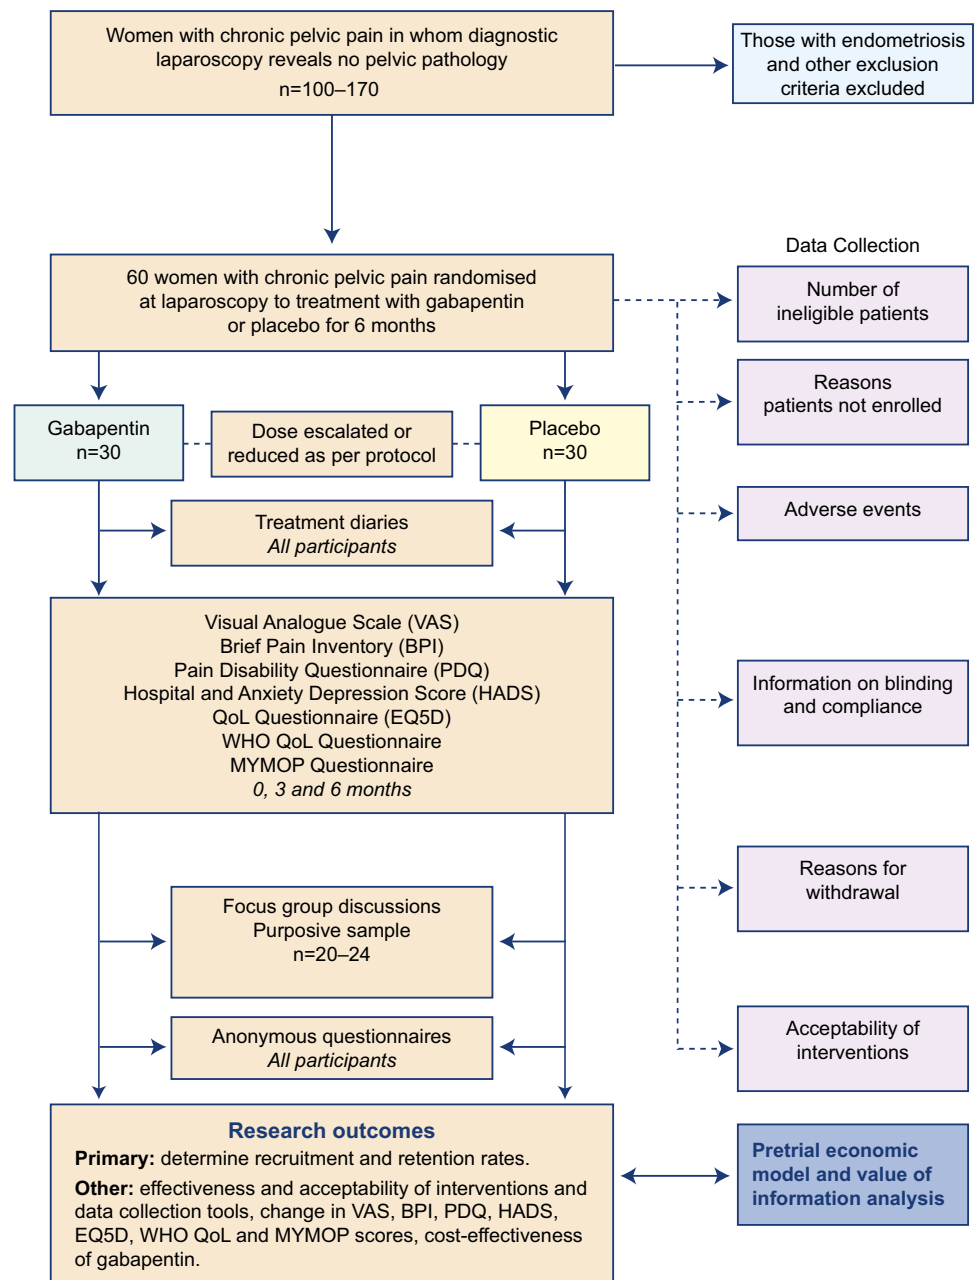 Women with chronic pelvic pain in whom diagnostic
laparoscopy reveals no pelvic pathology
n=100–170
Those with endometriosis
and other exclusion
criteria excluded
60 women with chronic pelvic pain randomised
at laparoscopy to treatment with gabapentin
or placebo for 6 months
Data Collection
Number of
ineligible patients
Reasons
patients not enrolled
Adverse events
Information on blinding
and compliance
Reasons for
withdrawal
Acceptability of
interventions
Gabapentin
n=30
Dose escalated or
reduced as per protocol
Placebo
n=30
Treatment diaries
All participants
Visual Analogue Scale (VAS)
Brief Pain Inventory (BPI)
Pain Disability Questionnaire (PDQ)
Hospital and Anxiety Depression Score (HADS)
QoL Questionnaire (EQ5D)
WHO QoL Questionnaire
MYMOP Questionnaire
0, 3 and 6 months
Focus group discussions
Purposive sample
n=20–24
Anonymous questionnaires
All participants
Research outcomes
Primary: determine recruitment and retention rates.
Other: effectiveness and acceptability of interventions and
data collection tools, change in VAS, BPI, PDQ, HADS,
EQ5D, WHO QoL and MYMOP scores, cost-effectiveness
of gabapentin.
Pretrial economic
model and value of
information analysis